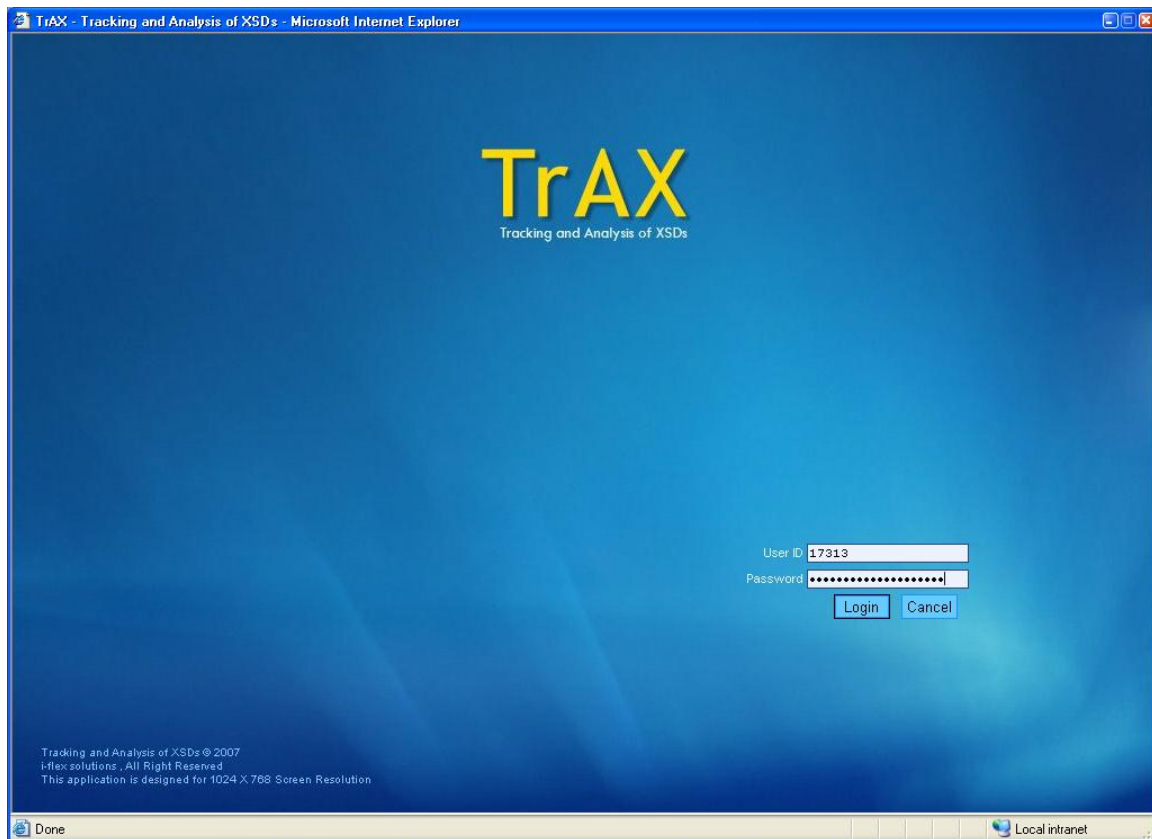 TrAX - Tracking and Analysis of XSDs - Microsoft Internet Explorer
TrAX
Tracking and Analysis of XSDs
User ID 17313
Password ••••••••••••••••••••
Login Cancel
Tracking and Analysis of XSDs © 2007
i-flex solutions , All Right Reserved
This application is designed for 1024 X 768 Screen Resolution
Done Local intranet